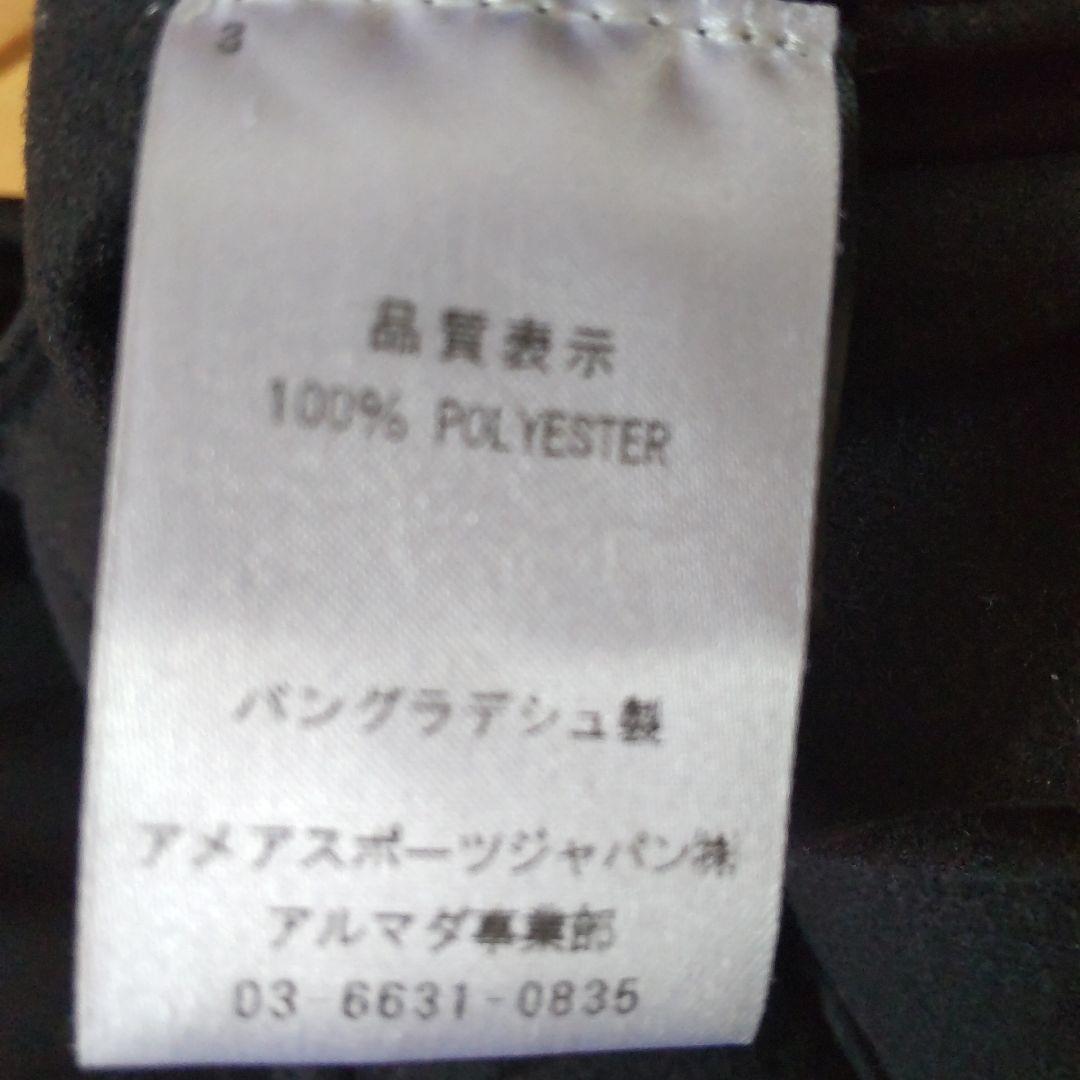 3
品質表示
100% POLYESTER
バングラデシュ製
アメアスポーツジャパン㈱
アルマダ事業部
03-6631-0835